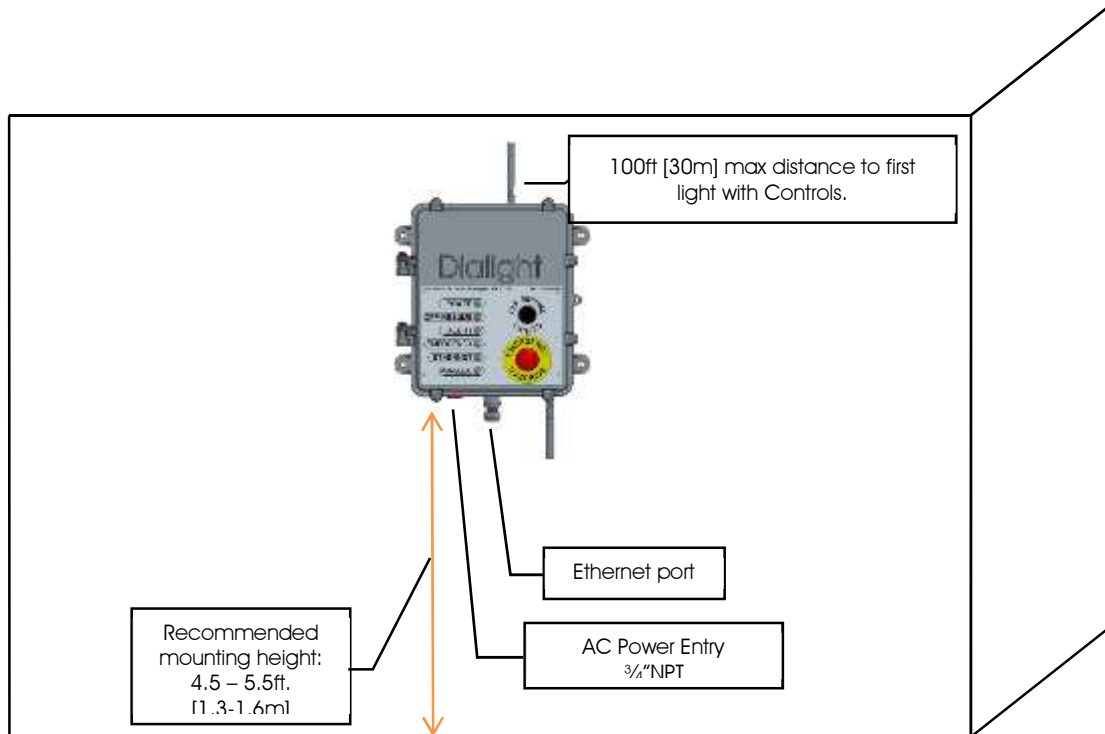 100ft [30m] max distance to first
light with Controls.
Dialight
Ethernet port
AC Power Entry
¾"NPT
Recommended
mounting height:
4.5 – 5.5ft.
[1.3-1.6m]